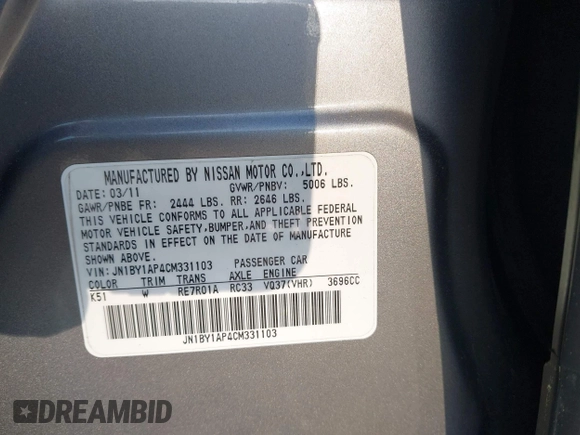 MANUFACTURED BY NISSAN MOTOR CO.,LTD.
DATE: 03/11 GVWR/PNBV: 5006 LBS.
GAWR/PNBE FR: 2444 LBS. RR: 2646 LBS.
THIS VEHICLE CONFORMS TO ALL APPLICABLE FEDERAL
MOTOR VEHICLE SAFETY,BUMPER,AND THEFT PREVENTION
STANDARDS IN EFFECT ON THE DATE OF MANUFACTURE
SHOWN ABOVE.
VIN: JN1BY1AP4CM331103 PASSENGER CAR
COLOR TRIM TRANS AXLE ENGINE
K51 W RE7R01A RC33 VQ37(VHR) 3696CC
JN1BY1AP4CM331103
DREAMBID